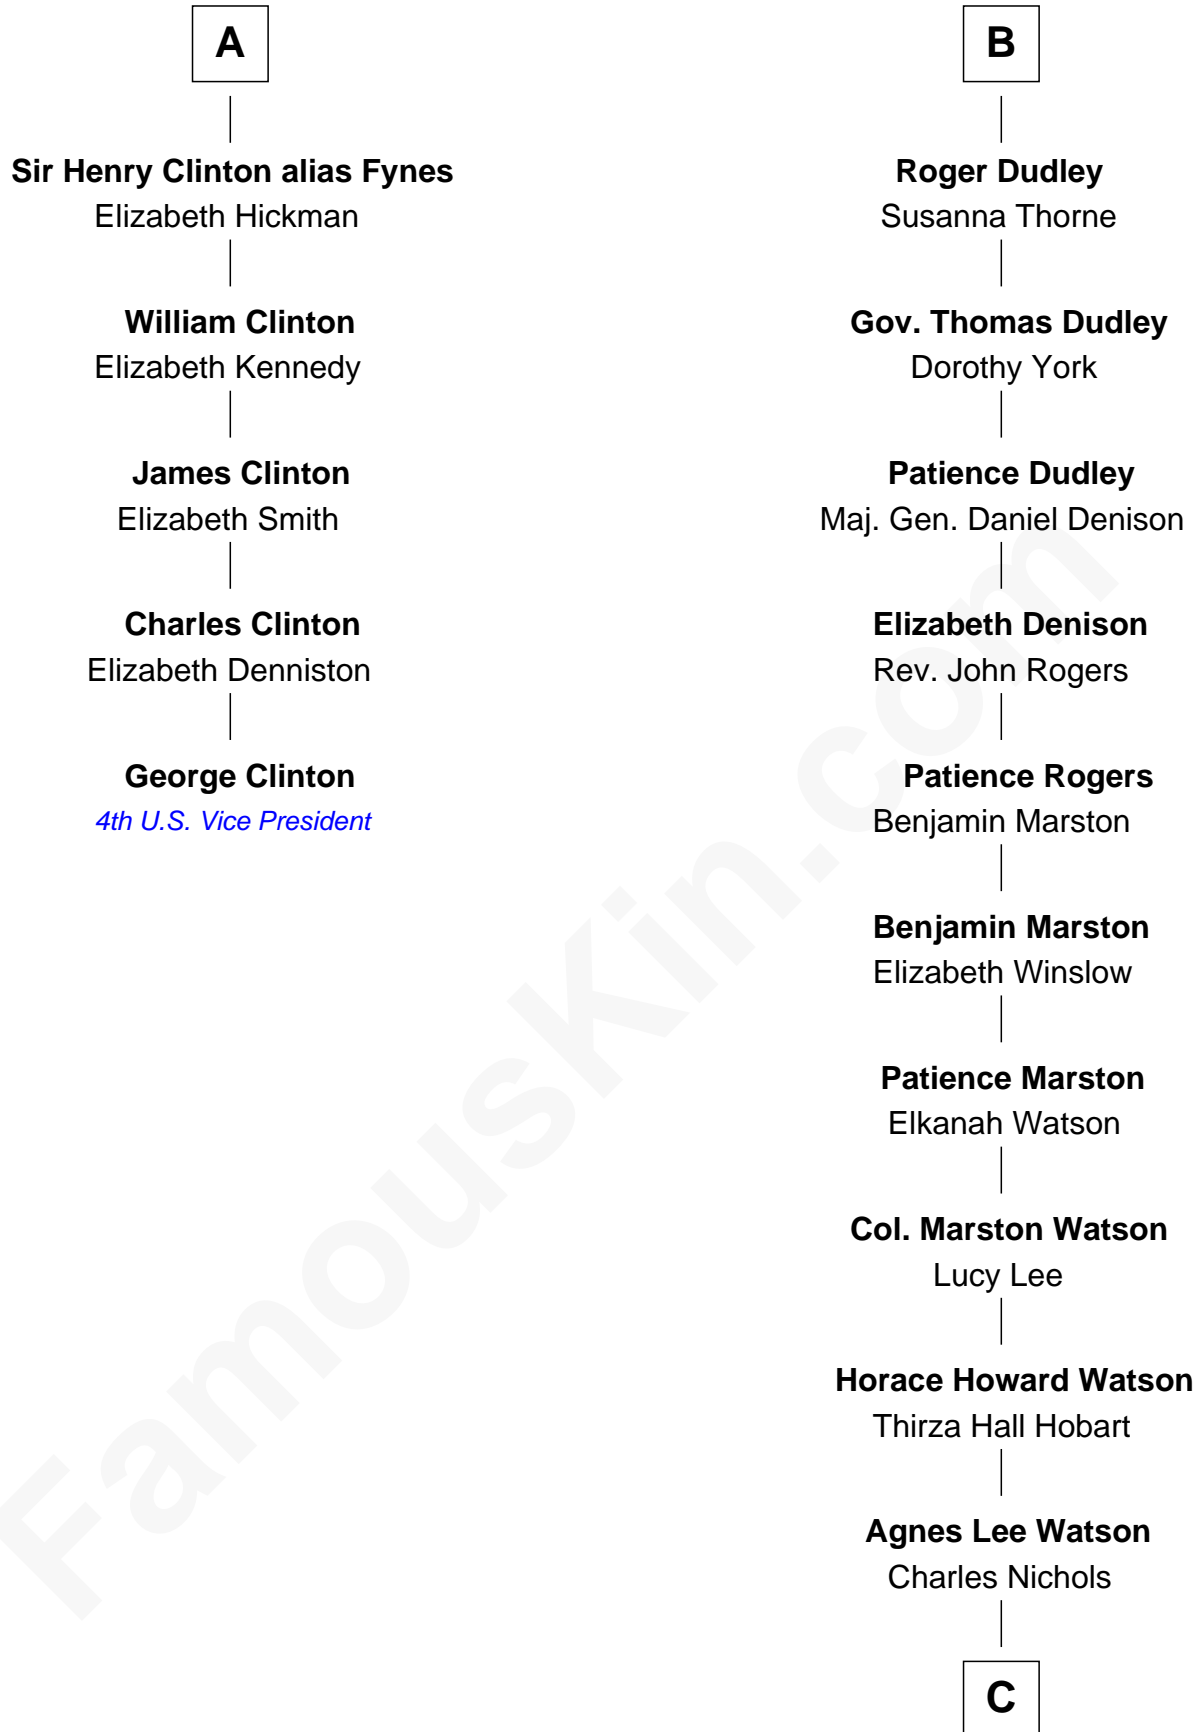 A
Sir Henry Clinton alias Fynes
Elizabeth Hickman
William Clinton
Elizabeth Kennedy
James Clinton
Elizabeth Smith
Charles Clinton
Elizabeth Denniston
George Clinton
4th U.S. Vice President
B
Roger Dudley
Susanna Thorne
Gov. Thomas Dudley
Dorothy York
Patience Dudley
Maj. Gen. Daniel Denison
Elizabeth Denison
Rev. John Rogers
Patience Rogers
Benjamin Marston
Benjamin Marston
Elizabeth Winslow
Patience Marston
Elkanah Watson
Col. Marston Watson
Lucy Lee
Horace Howard Watson
Thirza Hall Hobart
Agnes Lee Watson
Charles Nichols
C
FamousKin.com